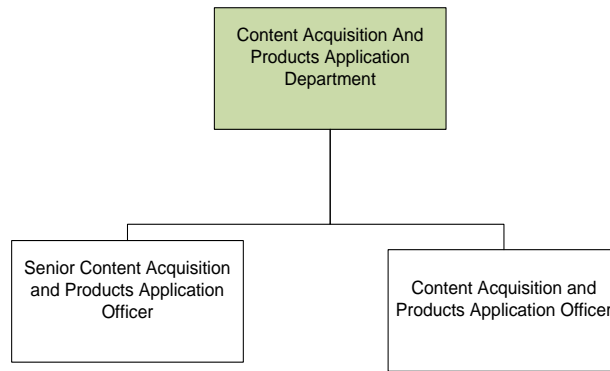 Content Acquisition And
Products Application
Department
Senior Content Acquisition
and Products Application
Officer
Content Acquisition and
Products Application Officer